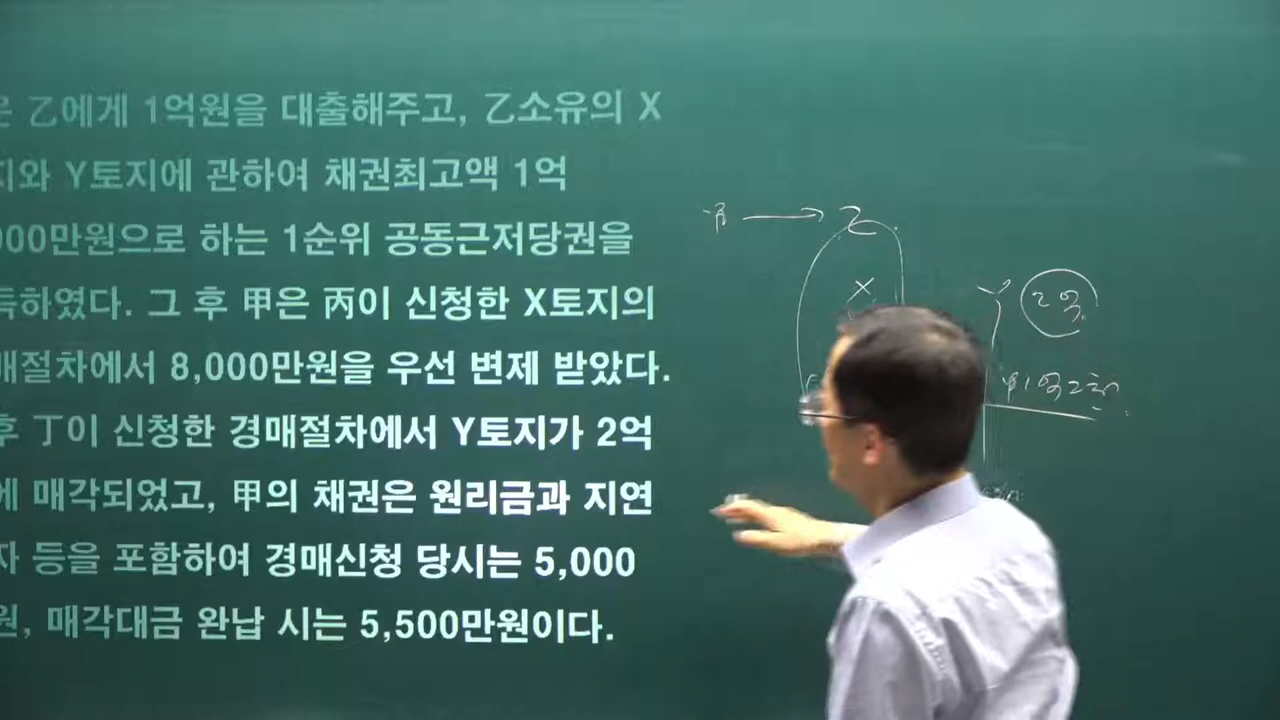 乙에게 1억원을 대출해주고, 乙소유의 X
지와 Y토지에 관하여 채권최고액 1억
000만원으로 하는 1순위 공동근저당권을
득하였다. 그 후 甲은 丙이 신청한 X토지의
매절차에서 8,000만원을 우선 변제 받았다.
후 丁이 신청한 경매절차에서 Y토지가 2억
에 매각되었고, 甲의 채권은 원리금과 지연
자 등을 포함하여 경매신청 당시는 5,000
원, 매각대금 완납 시는 5,500만원이다.
甲 → 乙
X
Y 2억
甲1억2천